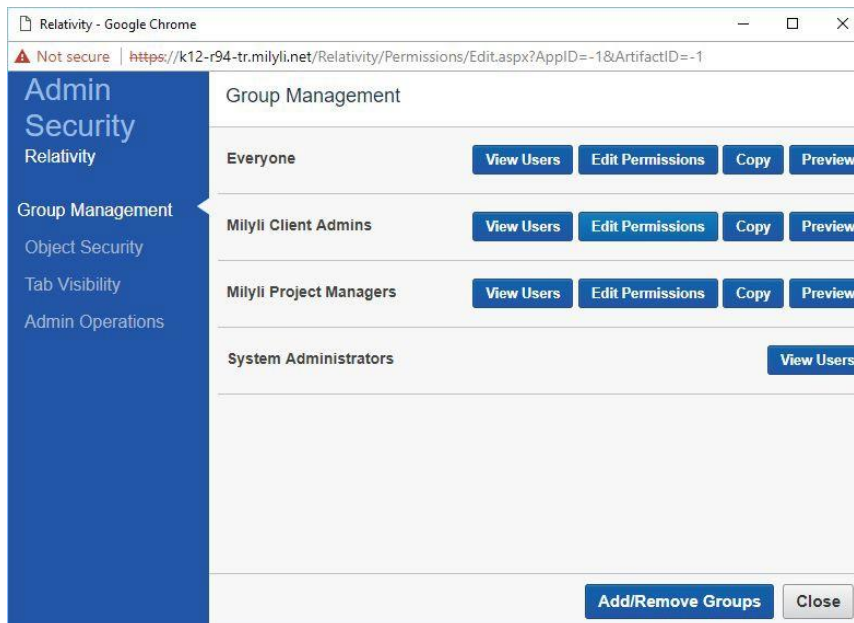 Relativity - Google Chrome
Not secure | https://k12-r94-tr.milyli.net/Relativity/Permissions/Edit.aspx?AppID=-1&ArtifactID=-1
Admin
Security
Relativity
Group Management
Object Security
Tab Visibility
Admin Operations
Group Management
Everyone View Users Edit Permissions Copy Preview
Milyli Client Admins View Users Edit Permissions Copy Preview
Milyli Project Managers View Users Edit Permissions Copy Preview
System Administrators View Users
Add/Remove Groups Close